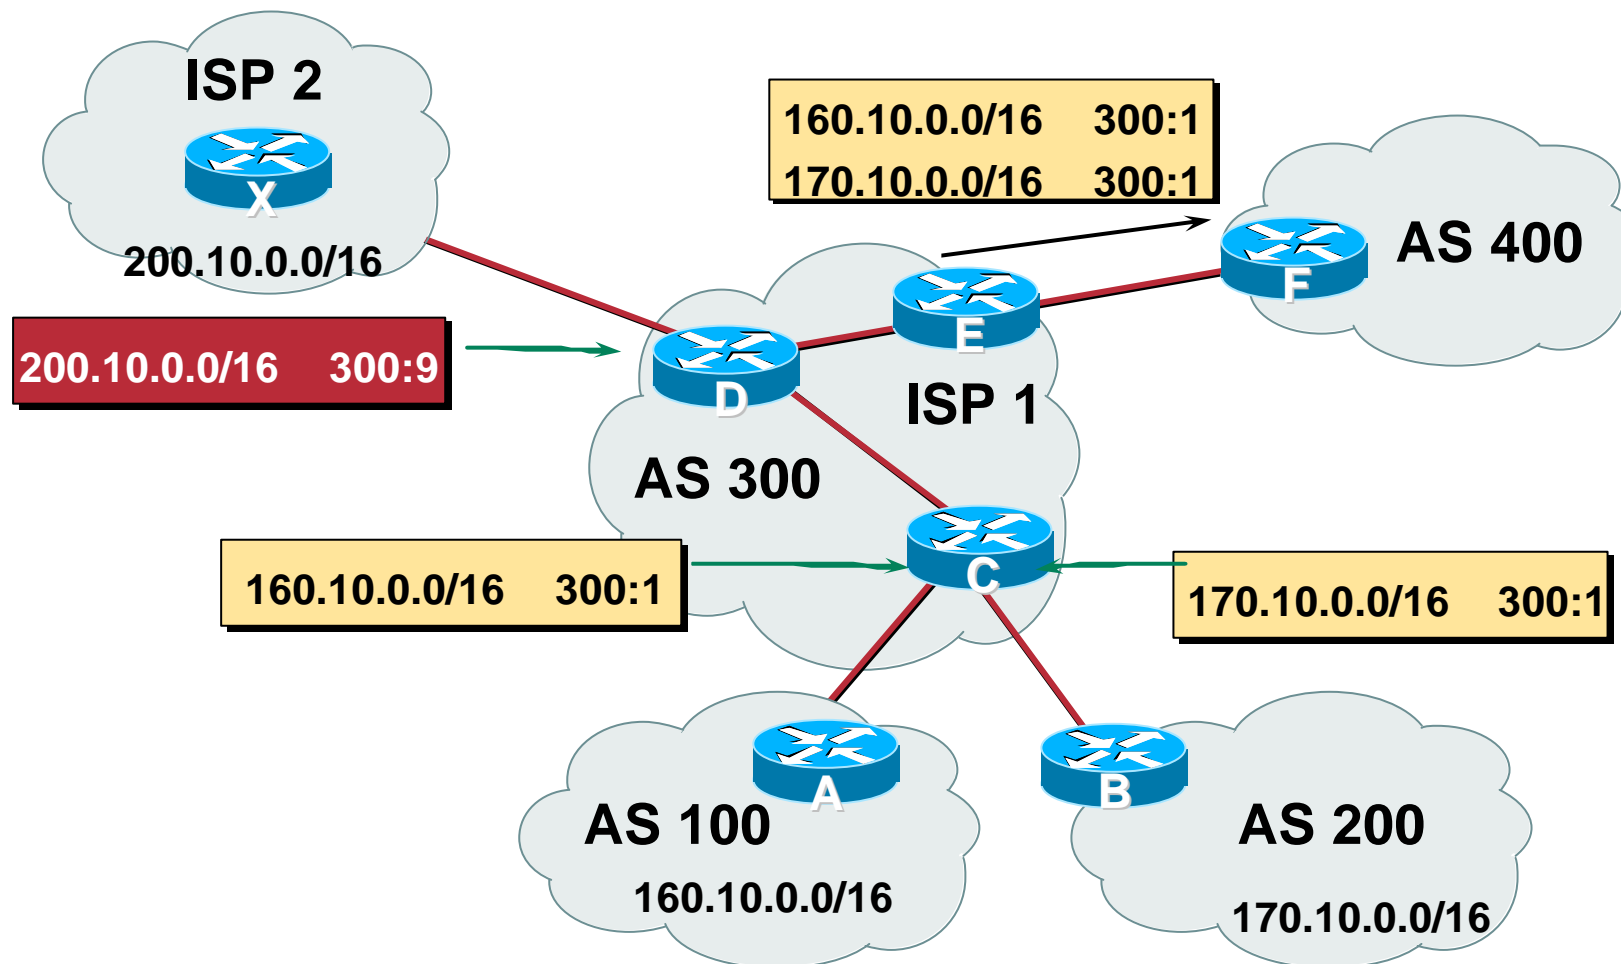 ISP 2
X
200.10.0.0/16
160.10.0.0/16 300:1
170.10.0.0/16 300:1
AS 400
F
E
200.10.0.0/16 300:9
D
ISP 1
AS 300
160.10.0.0/16 300:1
C
170.10.0.0/16 300:1
A
AS 100
160.10.0.0/16
B
AS 200
170.10.0.0/16